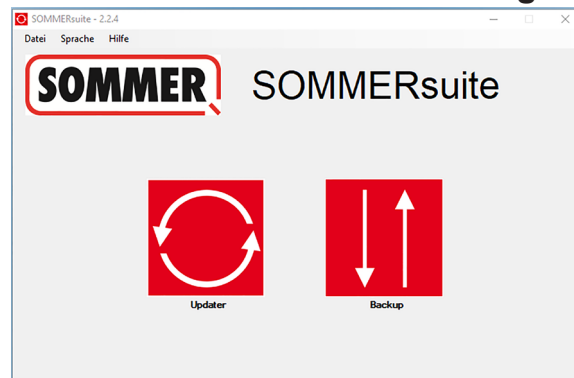 SOMMERsuite - 2.2.4
Datei Sprache Hilfe
SOMMER
SOMMERsuite
Updater Backup